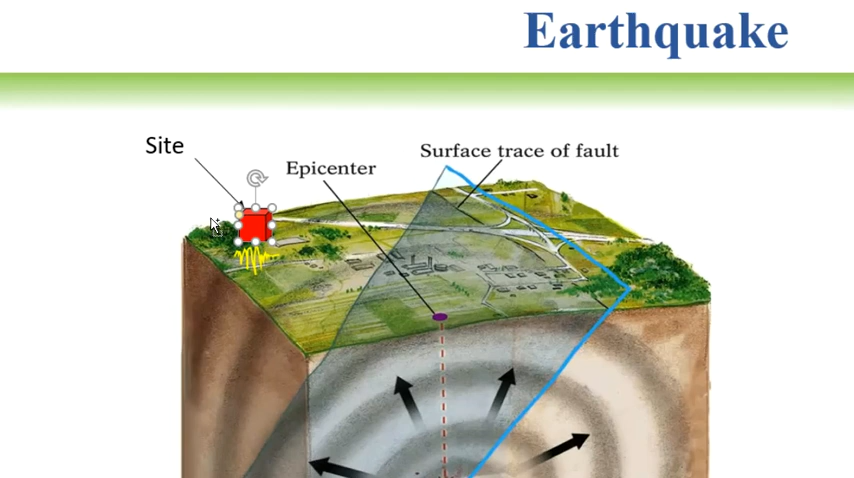 Earthquake
Site
Epicenter
Surface trace of fault